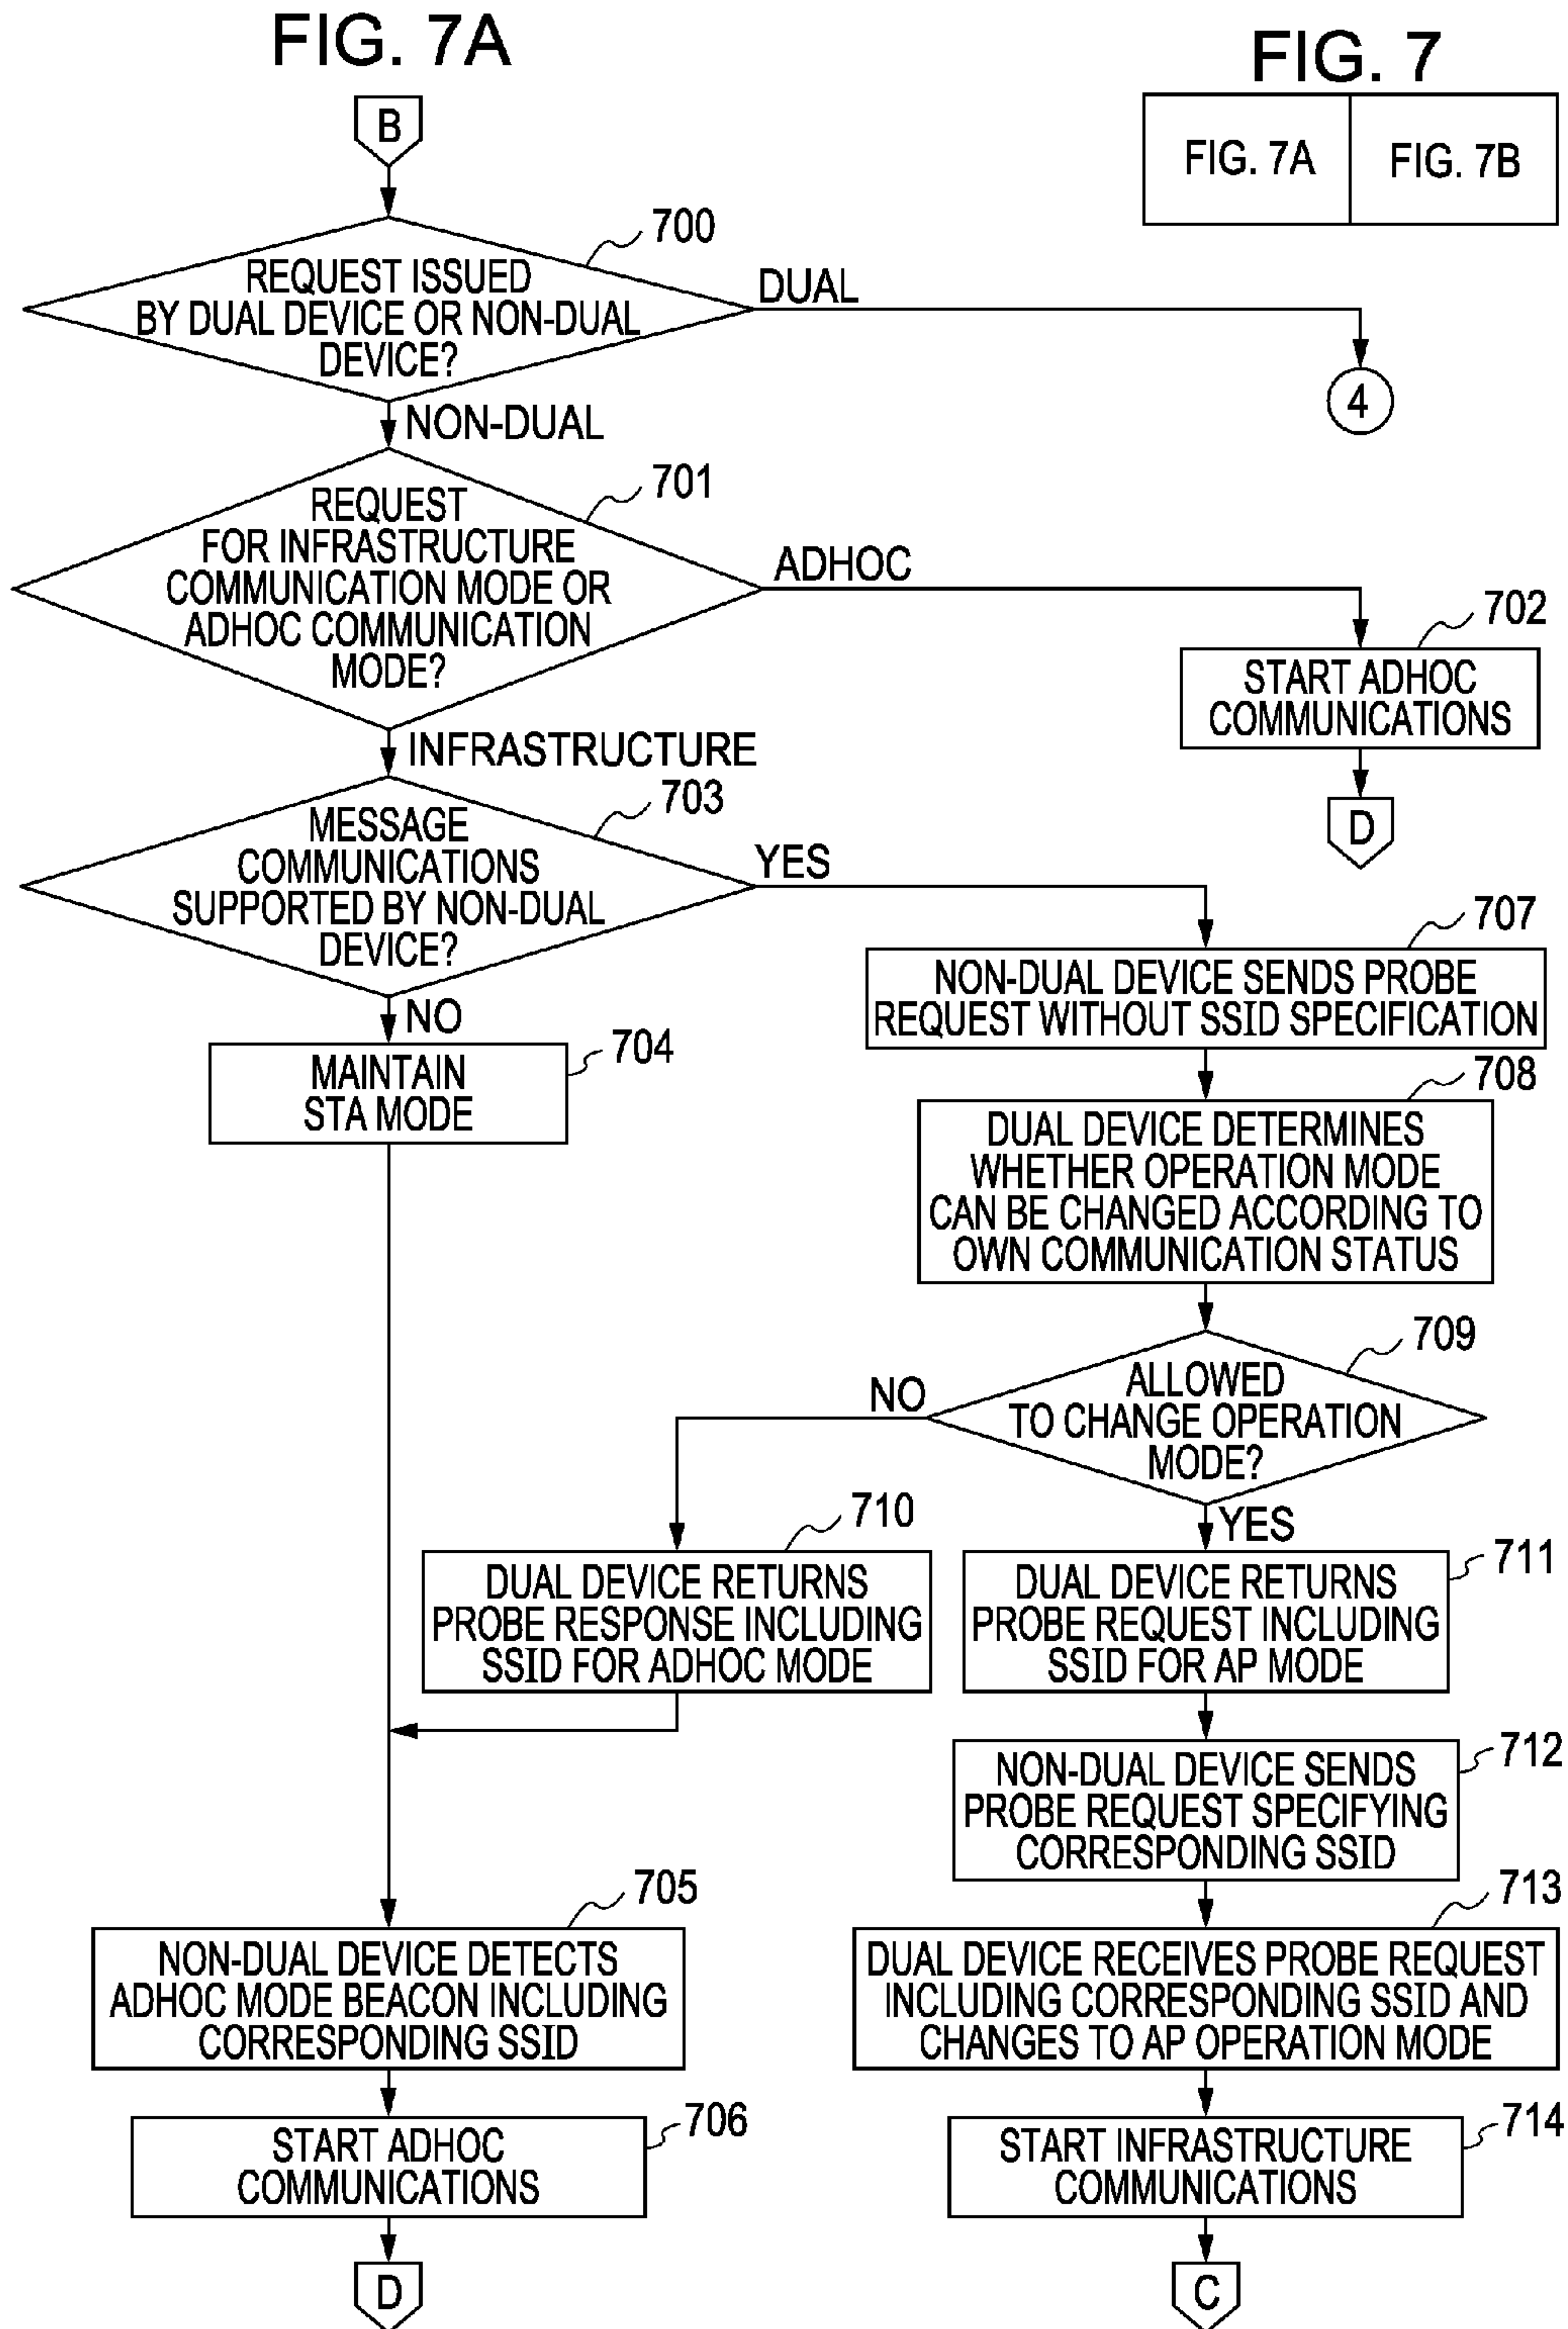 FIG. 7A
FIG. 7
FIG. 7A
FIG. 7B
B
700
REQUEST ISSUED
BY DUAL DEVICE OR NON-DUAL
DEVICE?
DUAL
4
NON-DUAL
701
REQUEST
FOR INFRASTRUCTURE
COMMUNICATION MODE OR
ADHOC COMMUNICATION
MODE?
ADHOC
702
START ADHOC
COMMUNICATIONS
D
INFRASTRUCTURE
703
MESSAGE
COMMUNICATIONS
SUPPORTED BY NON-DUAL
DEVICE?
YES
707
NON-DUAL DEVICE SENDS PROBE
REQUEST WITHOUT SSID SPECIFICATION
NO
704
MAINTAIN
STA MODE
708
DUAL DEVICE DETERMINES
WHETHER OPERATION MODE
CAN BE CHANGED ACCORDING TO
OWN COMMUNICATION STATUS
709
ALLOWED
TO CHANGE OPERATION
MODE?
NO
YES
710
DUAL DEVICE RETURNS
PROBE RESPONSE INCLUDING
SSID FOR ADHOC MODE
711
DUAL DEVICE RETURNS
PROBE REQUEST INCLUDING
SSID FOR AP MODE
712
NON-DUAL DEVICE SENDS
PROBE REQUEST SPECIFYING
CORRESPONDING SSID
705
NON-DUAL DEVICE DETECTS
ADHOC MODE BEACON INCLUDING
CORRESPONDING SSID
713
DUAL DEVICE RECEIVES PROBE REQUEST
INCLUDING CORRESPONDING SSID AND
CHANGES TO AP OPERATION MODE
706
START ADHOC
COMMUNICATIONS
714
START INFRASTRUCTURE
COMMUNICATIONS
D
C